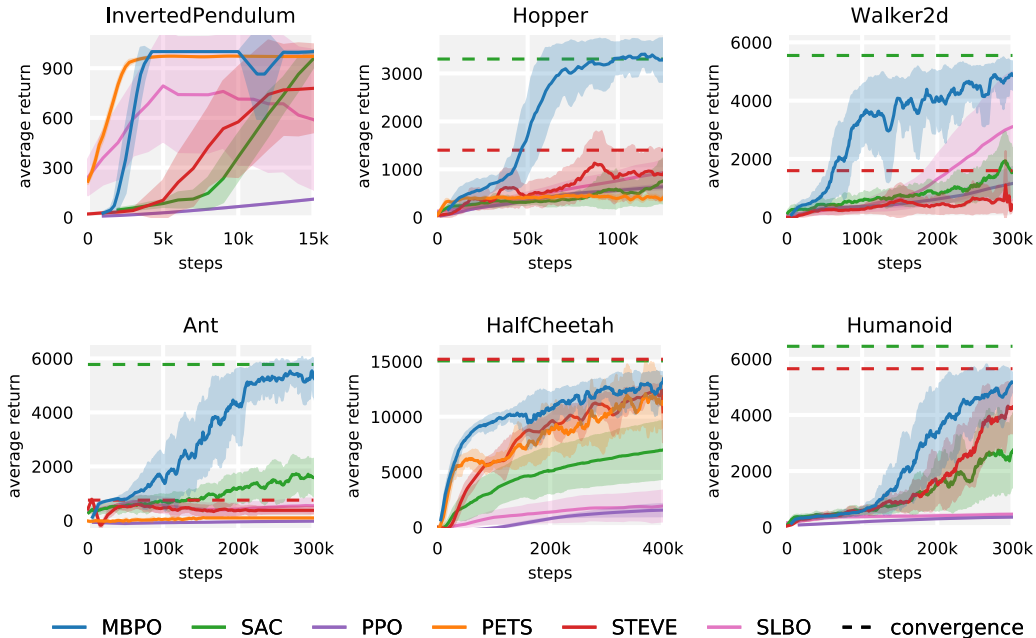 InvertedPendulum
average return
900
600
300
0
0
5k
10k
15k
steps
Hopper
average return
3000
2000
1000
0
0
50k
100k
steps
Walker2d
average return
6000
4000
2000
0
0
100k
200k
300k
steps
Ant
average return
6000
4000
2000
0
0
100k
200k
300k
steps
HalfCheetah
average return
15000
10000
5000
0
0
200k
400k
steps
Humanoid
average return
6000
4000
2000
0
0
100k
200k
300k
steps
MBPO SAC PPO PETS STEVE SLBO convergence